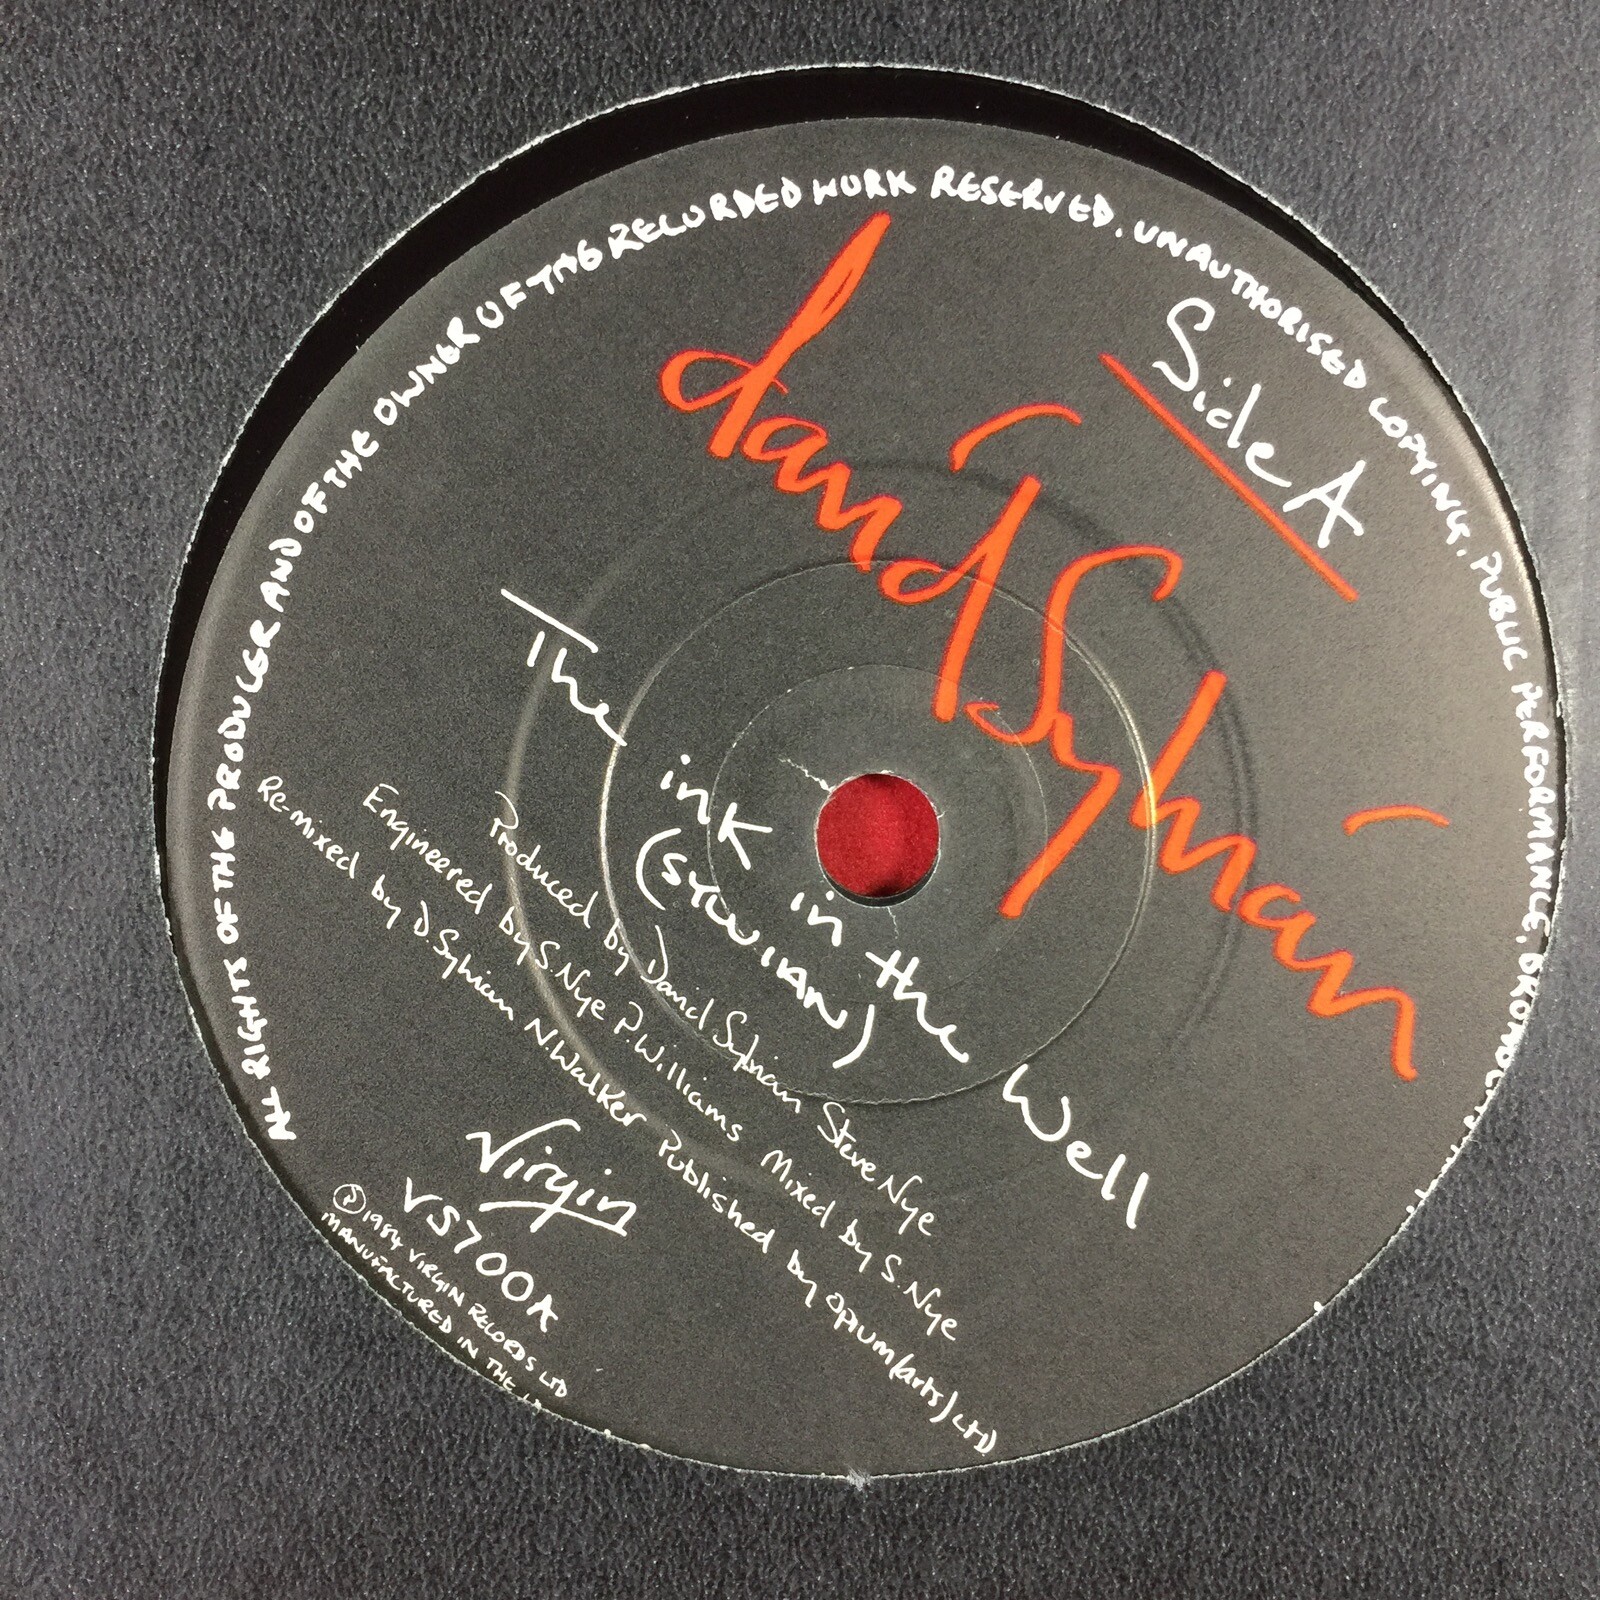 ALL RIGHTS OF THE PRODUCER AND OF THE OWNER OF THE RECORDED WORK RESERVED. UNAUTHORISED COPYING, PUBLIC PERFORMANCE,
Side A
david Sylvian
The ink in the Well
(SYLVIAN)
Produced by David Sylvian Steve Nye
Engineered by S. Nye P. Williams Mixed by S. Nye
Re-mixed by D. Sylvian N. Walker Published by opium (arts) LTD
Virgin
VS700A
Ⓟ 1984 VIRGIN RECORDS LTD
MANUFACTURED IN THE